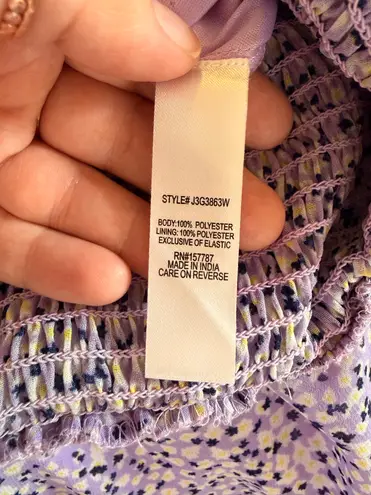 STYLE# J3G3863W
BODY:100% POLYESTER
LINING: 100% POLYESTER
EXCLUSIVE OF ELASTIC
RN#157787
MADE IN INDIA
CARE ON REVERSE